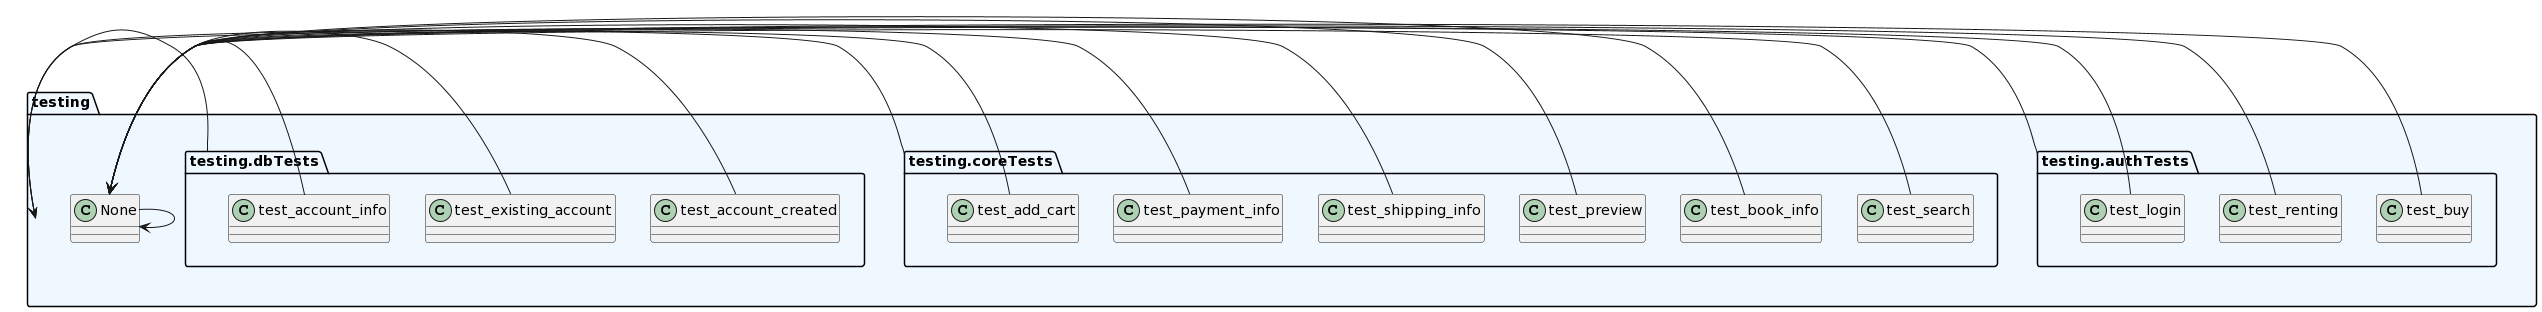 testing
testing.dbTests
testing.coreTests
testing.authTests
C None
C test_account_info
C test_existing_account
C test_account_created
C test_add_cart
C test_payment_info
C test_shipping_info
C test_preview
C test_book_info
C test_search
C test_login
C test_renting
C test_buy